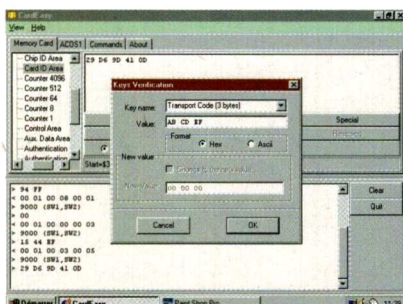 CardEasy
View Help
Memory Card ACOS1 Commands About
Chip ID Area
Card ID Area
Counter 4096
Counter 512
Counter 64
Counter 8
Counter 1
Control Area
Aux. Data Area
Authentication
Authentication
29 D6 9D 41 0D
Keys Verification
Key name: Transport Code (3 bytes)
Value: AB CD EF
Format
Hex Ascii
New value
Cancel OK
Special
> 94 FF
< 00 01 00 08 00 01
> 9000 (SW1,SW2)
> 00
< 00 01 00 00 00 03
> 9000 (SW1,SW2)
> 15 44 EF
< 00 01 00 03 00 05
> 9000 (SW1,SW2)
> 29 D6 9D 41 0D
Clear
Quit
Démarrer CardEasy Paint Shop Pro